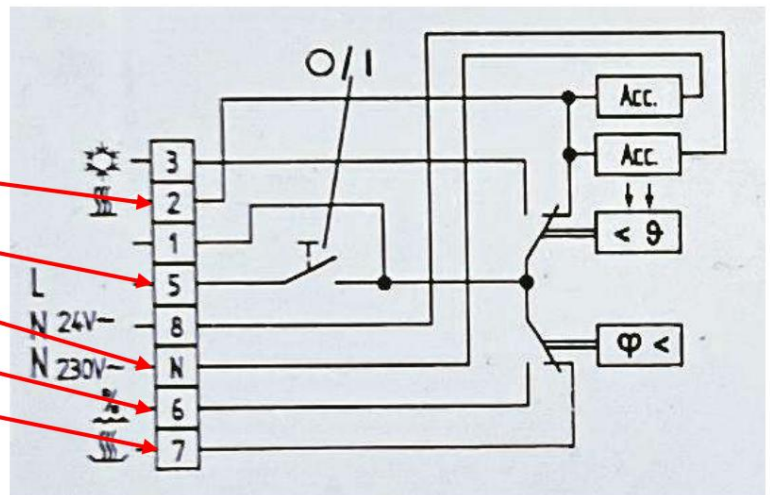 O/I
Acc.
Acc.
3
2
1
< ϑ
L 5
N 24V~ 8
N 230V~ N
φ <
% 6
7